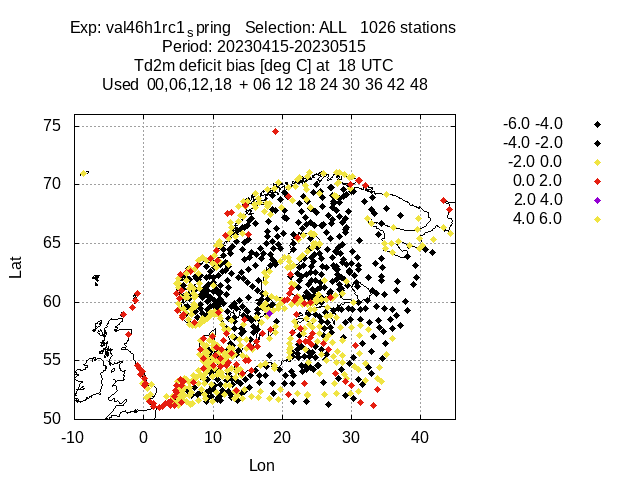 Exp: val46h1rc1spring Selection: ALL 1026 stations
Period: 20230415-20230515
Td2m deficit bias [deg C] at 18 UTC
Used 00,06,12,18 + 06 12 18 24 30 36 42 48
75
70
65
60
55
50
Lat
-10 0 10 20 30 40
Lon
-6.0 -4.0
-4.0 -2.0
-2.0 0.0
0.0 2.0
2.0 4.0
4.0 6.0